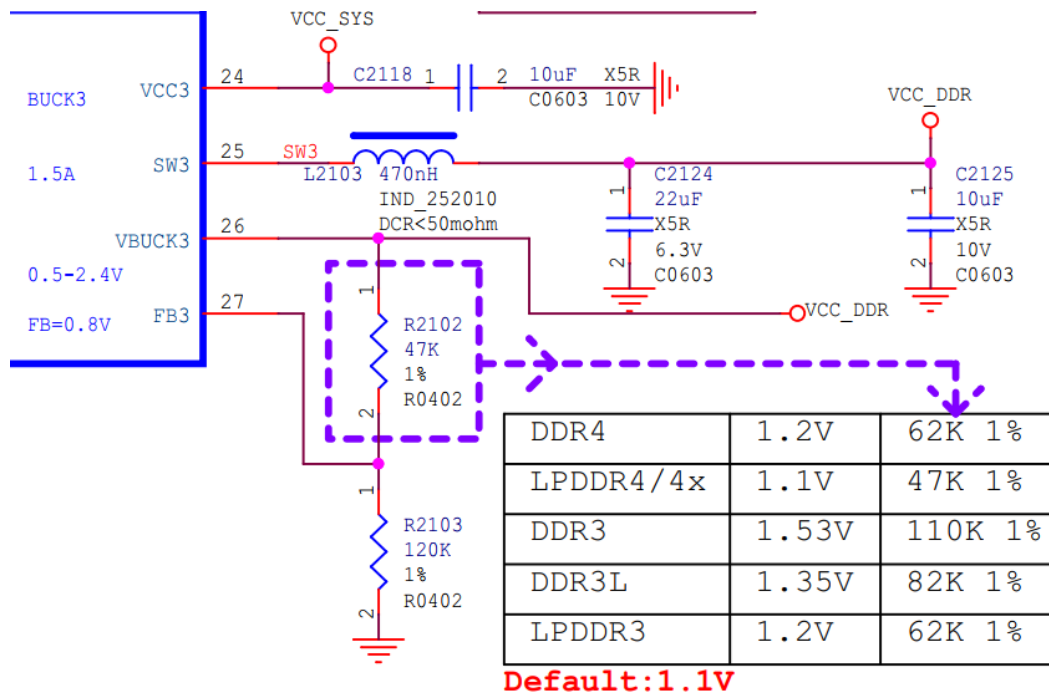 VCC_SYS
24
C2118
1
2
10uF
X5R
VCC3
C0603
10V
BUCK3
VCC_DDR
25
SW3
SW3
L2103
470nH
1.5A
IND_252010
DCR<50mohm
1
C2124
22uF
X5R
6.3V
C0603
2
1
C2125
10uF
X5R
10V
C0603
2
26
VBUCK3
0.5-2.4V
27
FB3
FB=0.8V
VCC_DDR
1
R2102
47K
1%
R0402
2
1
R2103
120K
1%
R0402
2
DDR4 1.2V 62K 1%
LPDDR4/4x 1.1V 47K 1%
DDR3 1.53V 110K 1%
DDR3L 1.35V 82K 1%
LPDDR3 1.2V 62K 1%
Default:1.1V